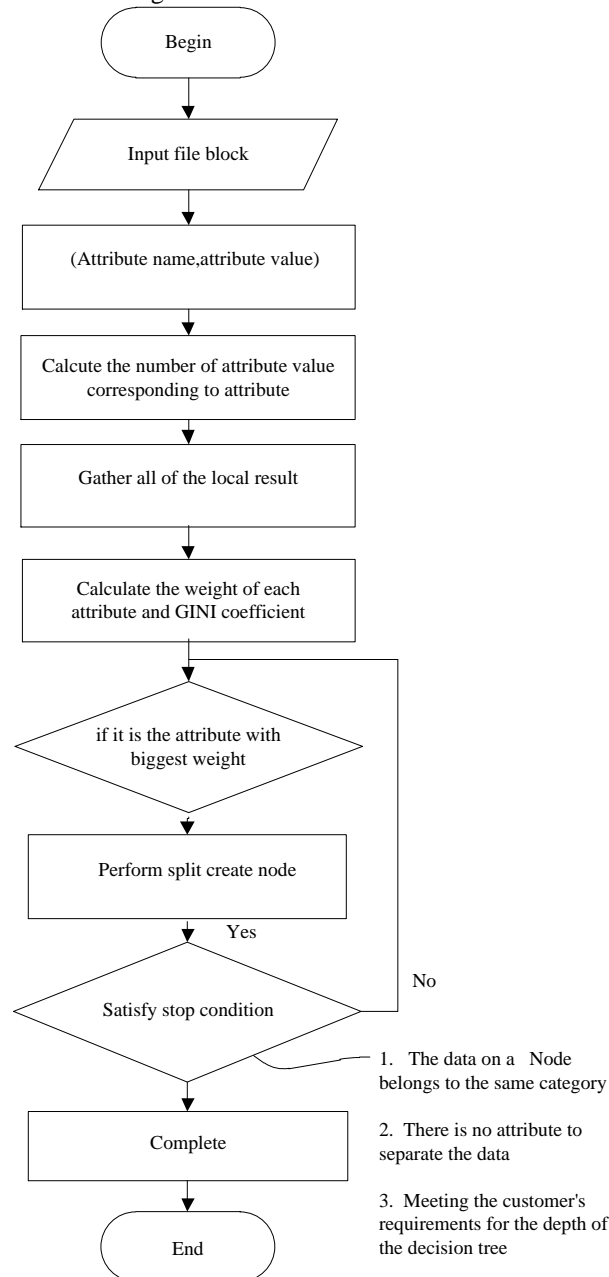 Begin
Input file block
(Attribute name,attribute value)
Calcute the number of attribute value
corresponding to attribute
Gather all of the local result
Calculate the weight of each
attribute and GINI coefficient
if it is the attribute with
biggest weight
Perform split create node
Yes
No
Satisfy stop condition
1. The data on a Node
belongs to the same category
Complete
2. There is no attribute to
separate the data
3. Meeting the customer's
requirements for the depth of
the decision tree
End